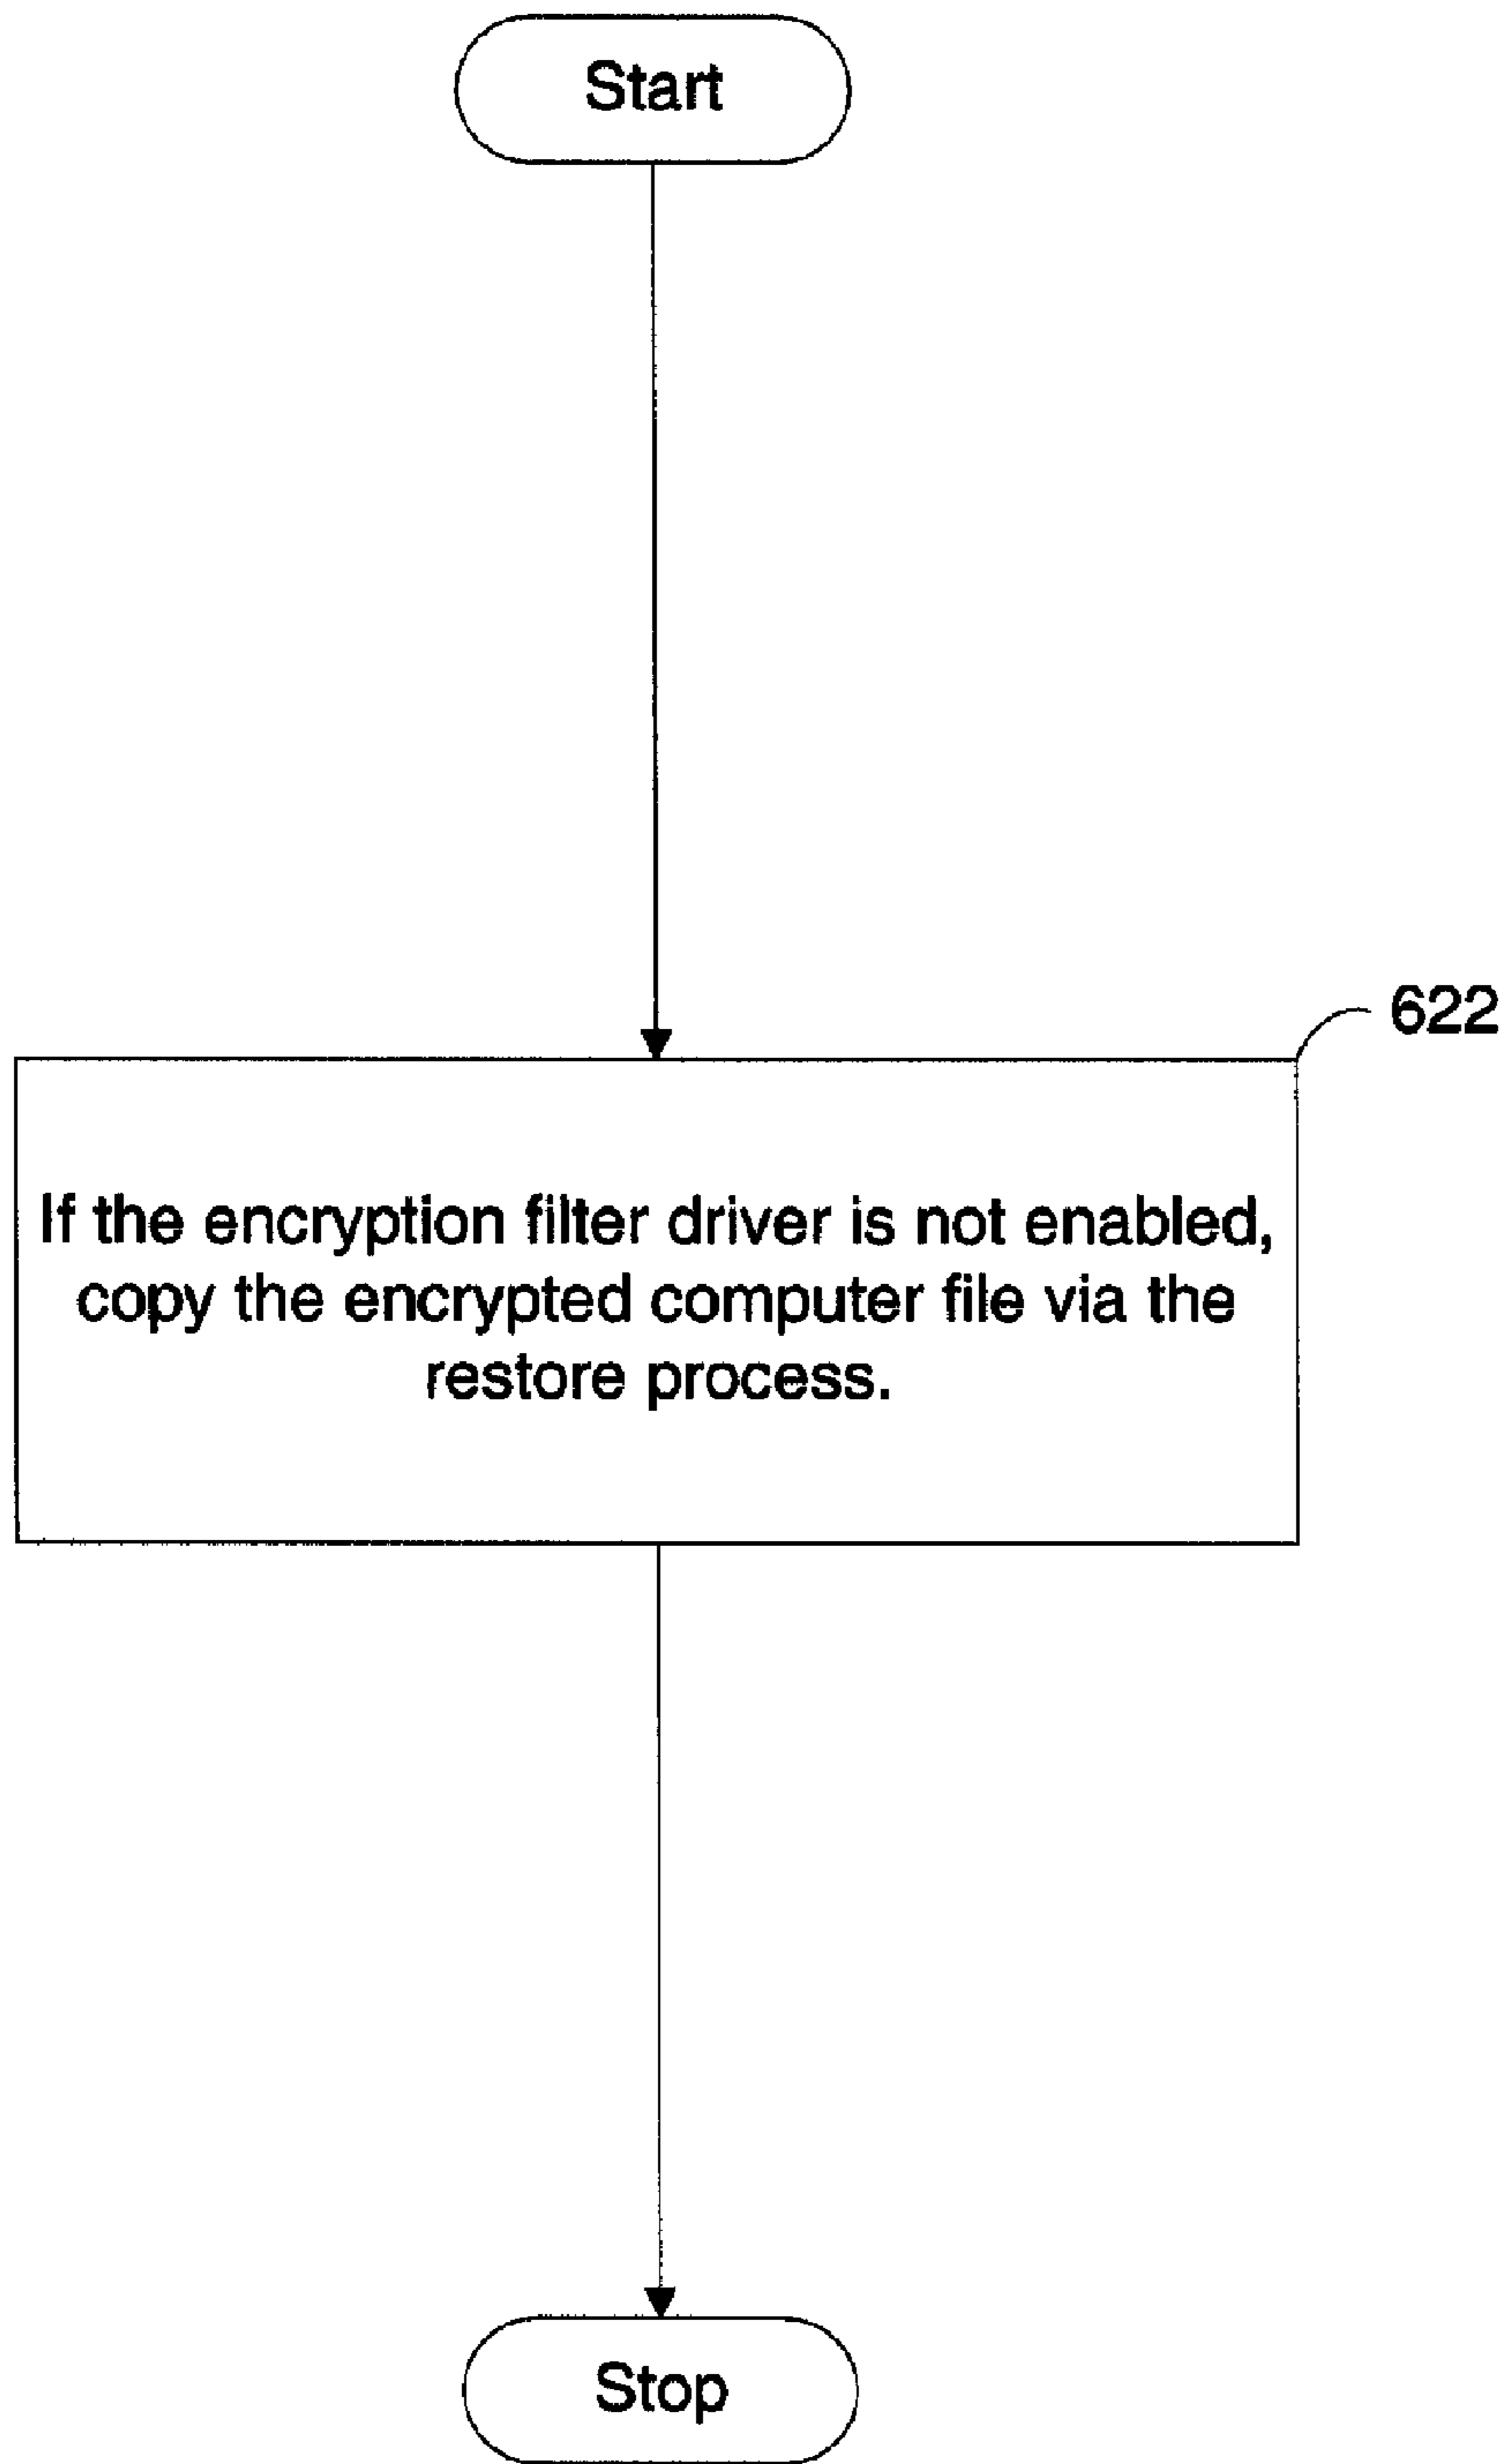 Start
622
If the encryption filter driver is not enabled,
copy the encrypted computer file via the
restore process.
Stop